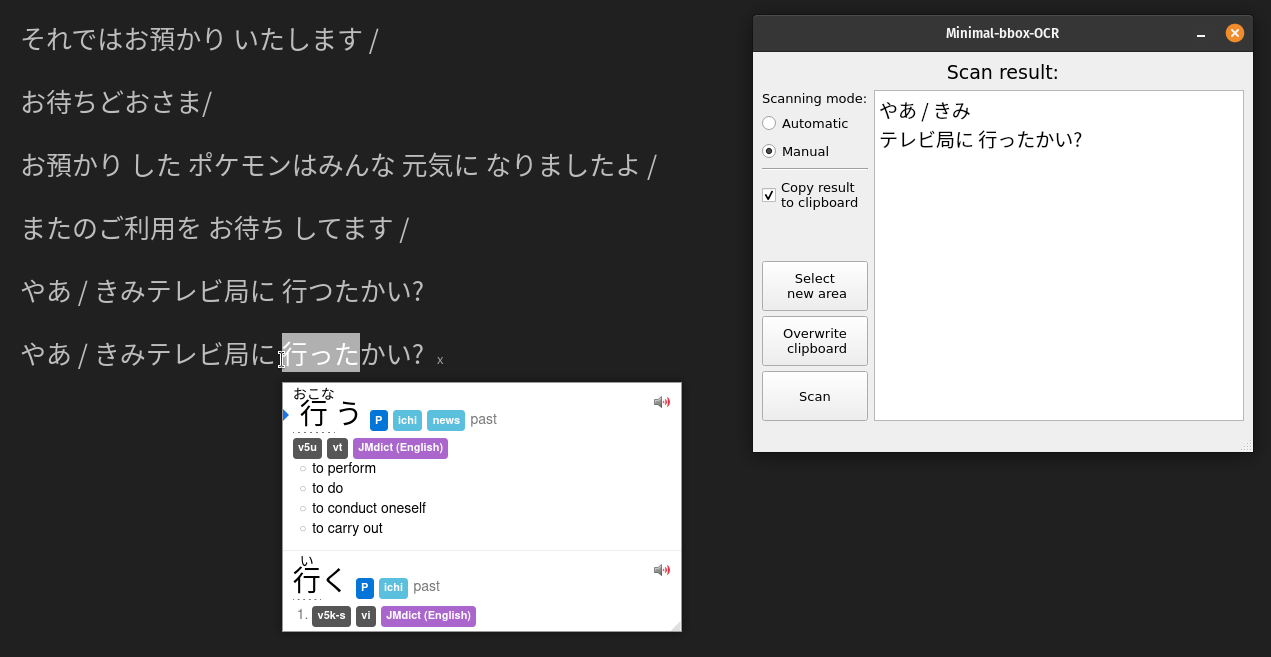 それではお預かり いたします /
お待ちどおさま/
お預かり した ポケモンはみんな 元気に なりましたよ /
またのご利用を お待ち してます /
やあ / きみテレビ局に 行つたかい?
やあ / きみテレビ局に 行ったかい? x
おこな
行う P ichi news past
v5u vt JMdict (English)
to perform
to do
to conduct oneself
to carry out
い
行く P ichi past
1. v5k-s vi JMdict (English)
Minimal-bbox-OCR
Scan result:
Scanning mode:
Automatic
Manual
Copy result
to clipboard
Select
new area
Overwrite
clipboard
Scan
やあ / きみ
テレビ局に 行ったかい?